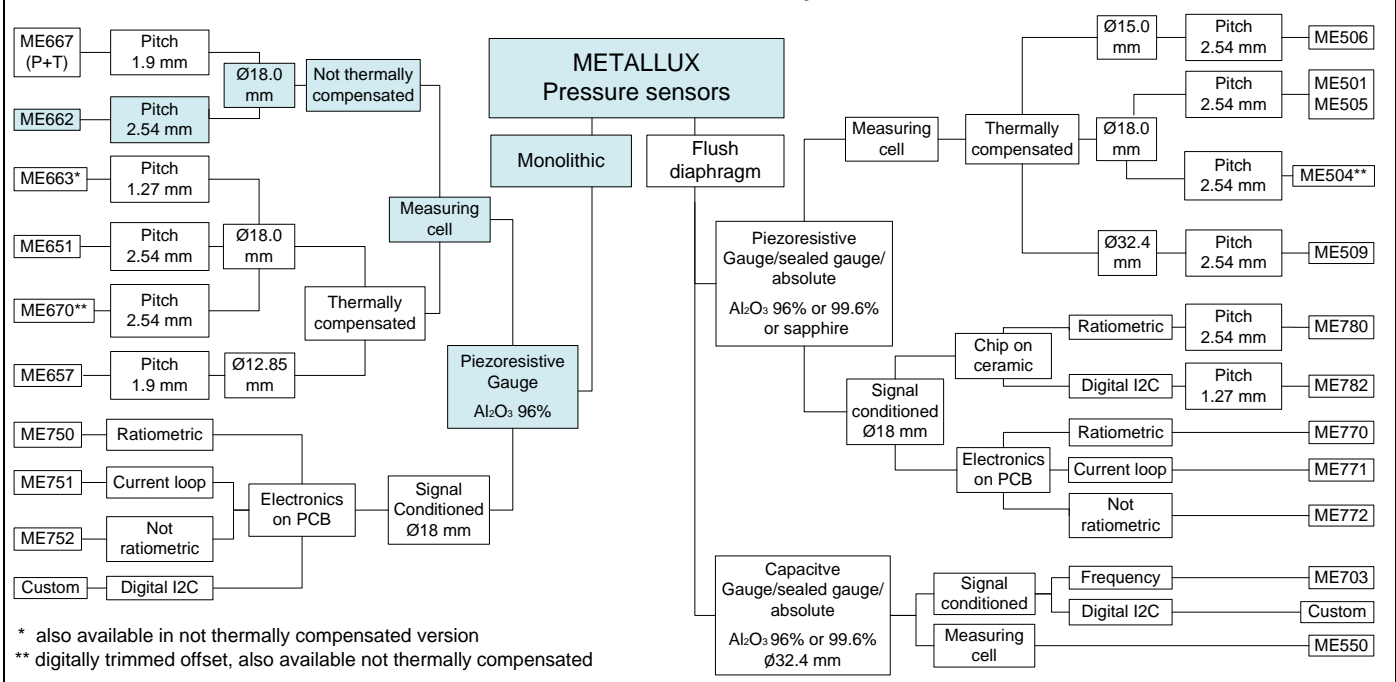 METALLUX
Pressure sensors
Monolithic
Flush
diaphragm
ME667
(P+T)
Pitch
1.9 mm
Ø18.0
mm
Not thermally
compensated
ME662
Pitch
2.54 mm
ME663*
Pitch
1.27 mm
Measuring
cell
ME651
Pitch
2.54 mm
Ø18.0
mm
ME670**
Pitch
2.54 mm
Thermally
compensated
ME657
Pitch
1.9 mm
Ø12.85
mm
Piezoresistive
Gauge
Al2O3 96%
ME750
Ratiometric
ME751
Current loop
Electronics
on PCB
Signal
Conditioned
Ø18 mm
ME752
Not
ratiometric
Custom
Digital I2C
* also available in not thermally compensated version
** digitally trimmed offset, also available not thermally compensated
Ø15.0
mm
Pitch
2.54 mm
ME506
Measuring
cell
Thermally
compensated
Ø18.0
mm
Pitch
2.54 mm
ME501
ME505
Pitch
2.54 mm
ME504**
Ø32.4
mm
Pitch
2.54 mm
ME509
Piezoresistive
Gauge/sealed gauge/
absolute
Al2O3 96% or 99.6%
or sapphire
Signal
conditioned
Ø18 mm
Chip on
ceramic
Ratiometric
Pitch
2.54 mm
ME780
Digital I2C
Pitch
1.27 mm
ME782
Electronics
on PCB
Ratiometric
ME770
Current loop
ME771
Not
ratiometric
ME772
Capacitve
Gauge/sealed gauge/
absolute
Al2O3 96% or 99.6%
Ø32.4 mm
Signal
conditioned
Frequency
ME703
Digital I2C
Custom
Measuring
cell
ME550